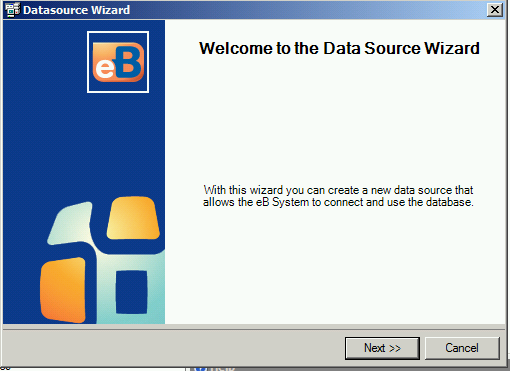 Datasource Wizard
eB
Welcome to the Data Source Wizard
With this wizard you can create a new data source that
allows the eB System to connect and use the database.
Next >>
Cancel